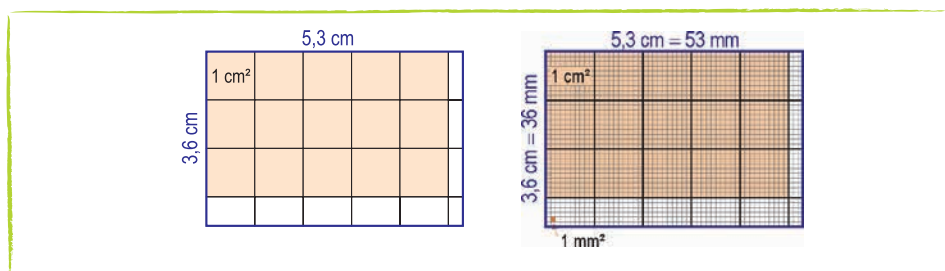 5,3 cm
1 cm²
3,6 cm
5,3 cm = 53 mm
1 cm²
3,6 cm = 36 mm
1 mm²